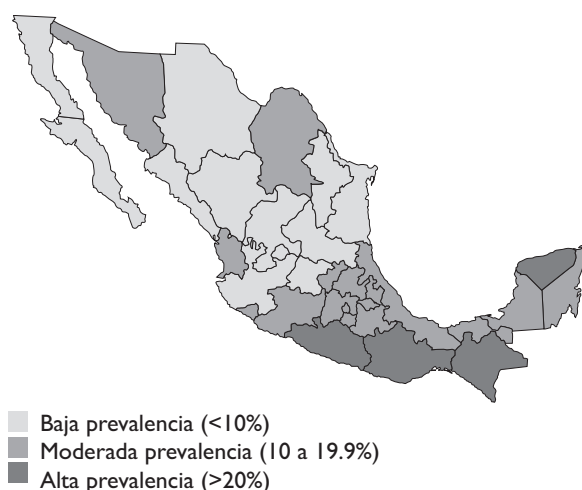 Baja prevalencia (<10%)
Moderada prevalencia (10 a 19.9%)
Alta prevalencia (>20%)